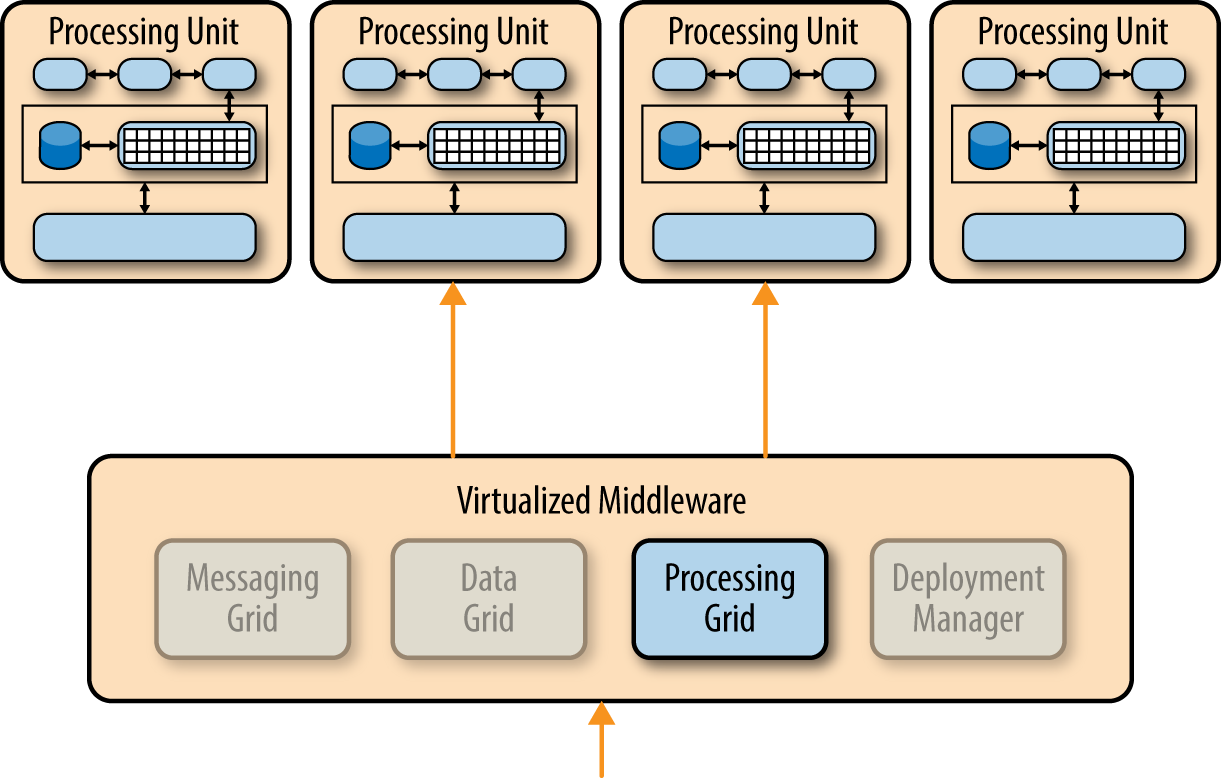 Processing Unit
Processing Unit
Processing Unit
Processing Unit
Virtualized Middleware
Messaging
Grid
Data
Grid
Processing
Grid
Deployment
Manager